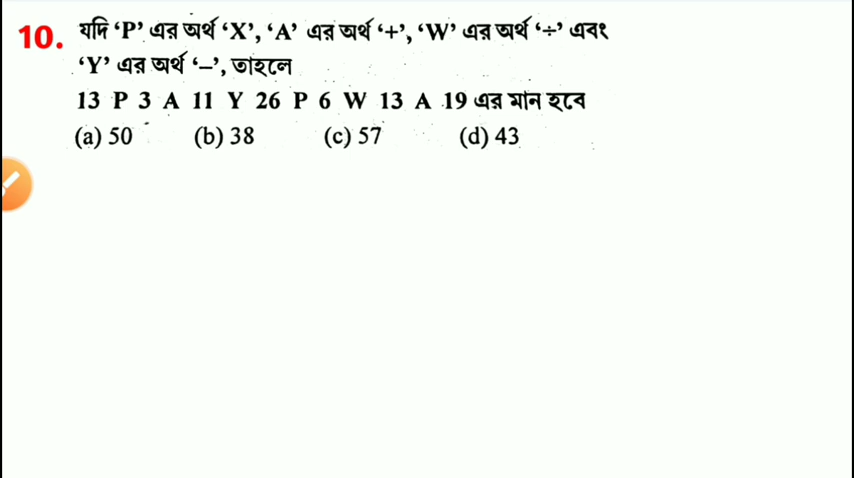 10. যদি ‘P’ এর অর্থ ‘X’, ‘A’ এর অর্থ ‘+’, ‘W’ এর অর্থ ‘÷’ এবং
‘Y’ এর অর্থ ‘–’, তাহলে
13 P 3 A 11 Y 26 P 6 W 13 A 19 এর মান হবে
(a) 50 (b) 38 (c) 57 (d) 43